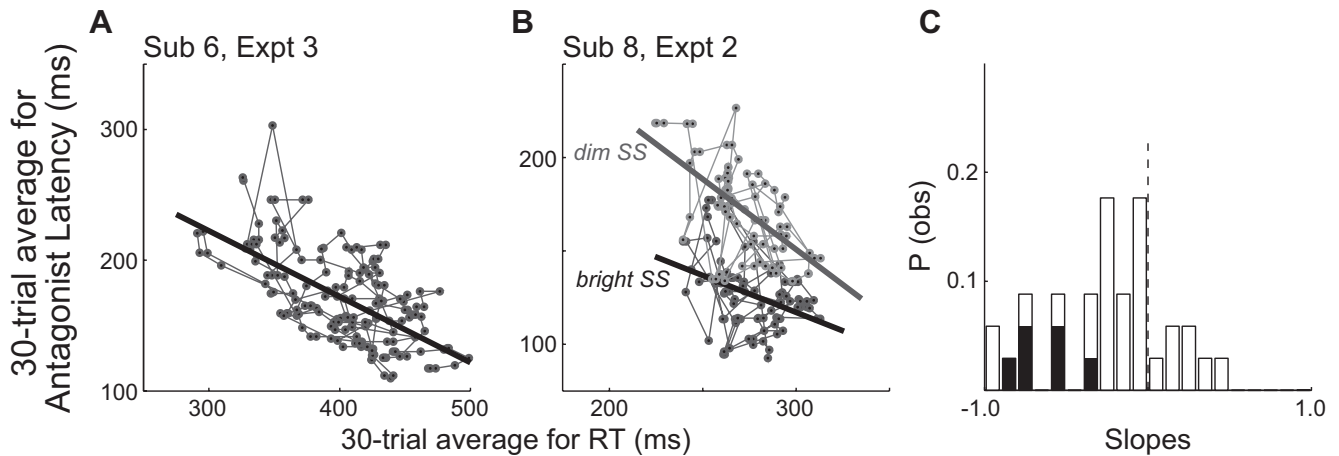 A
Sub 6, Expt 3
B
Sub 8, Expt 2
C
30-trial average for
Antagonist Latency (ms)
300
200
100
300
400
500
dim SS
bright SS
200
100
200
300
30-trial average for RT (ms)
P (obs)
0.2
0.1
-1.0
1.0
Slopes